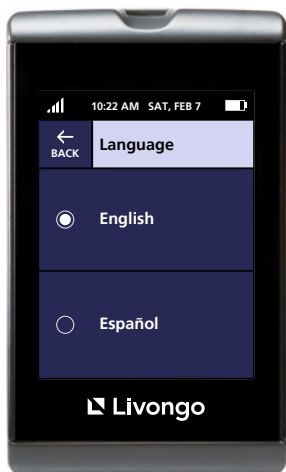 10:22 AM SAT, FEB 7
BACK
Language
English
Español
Livongo